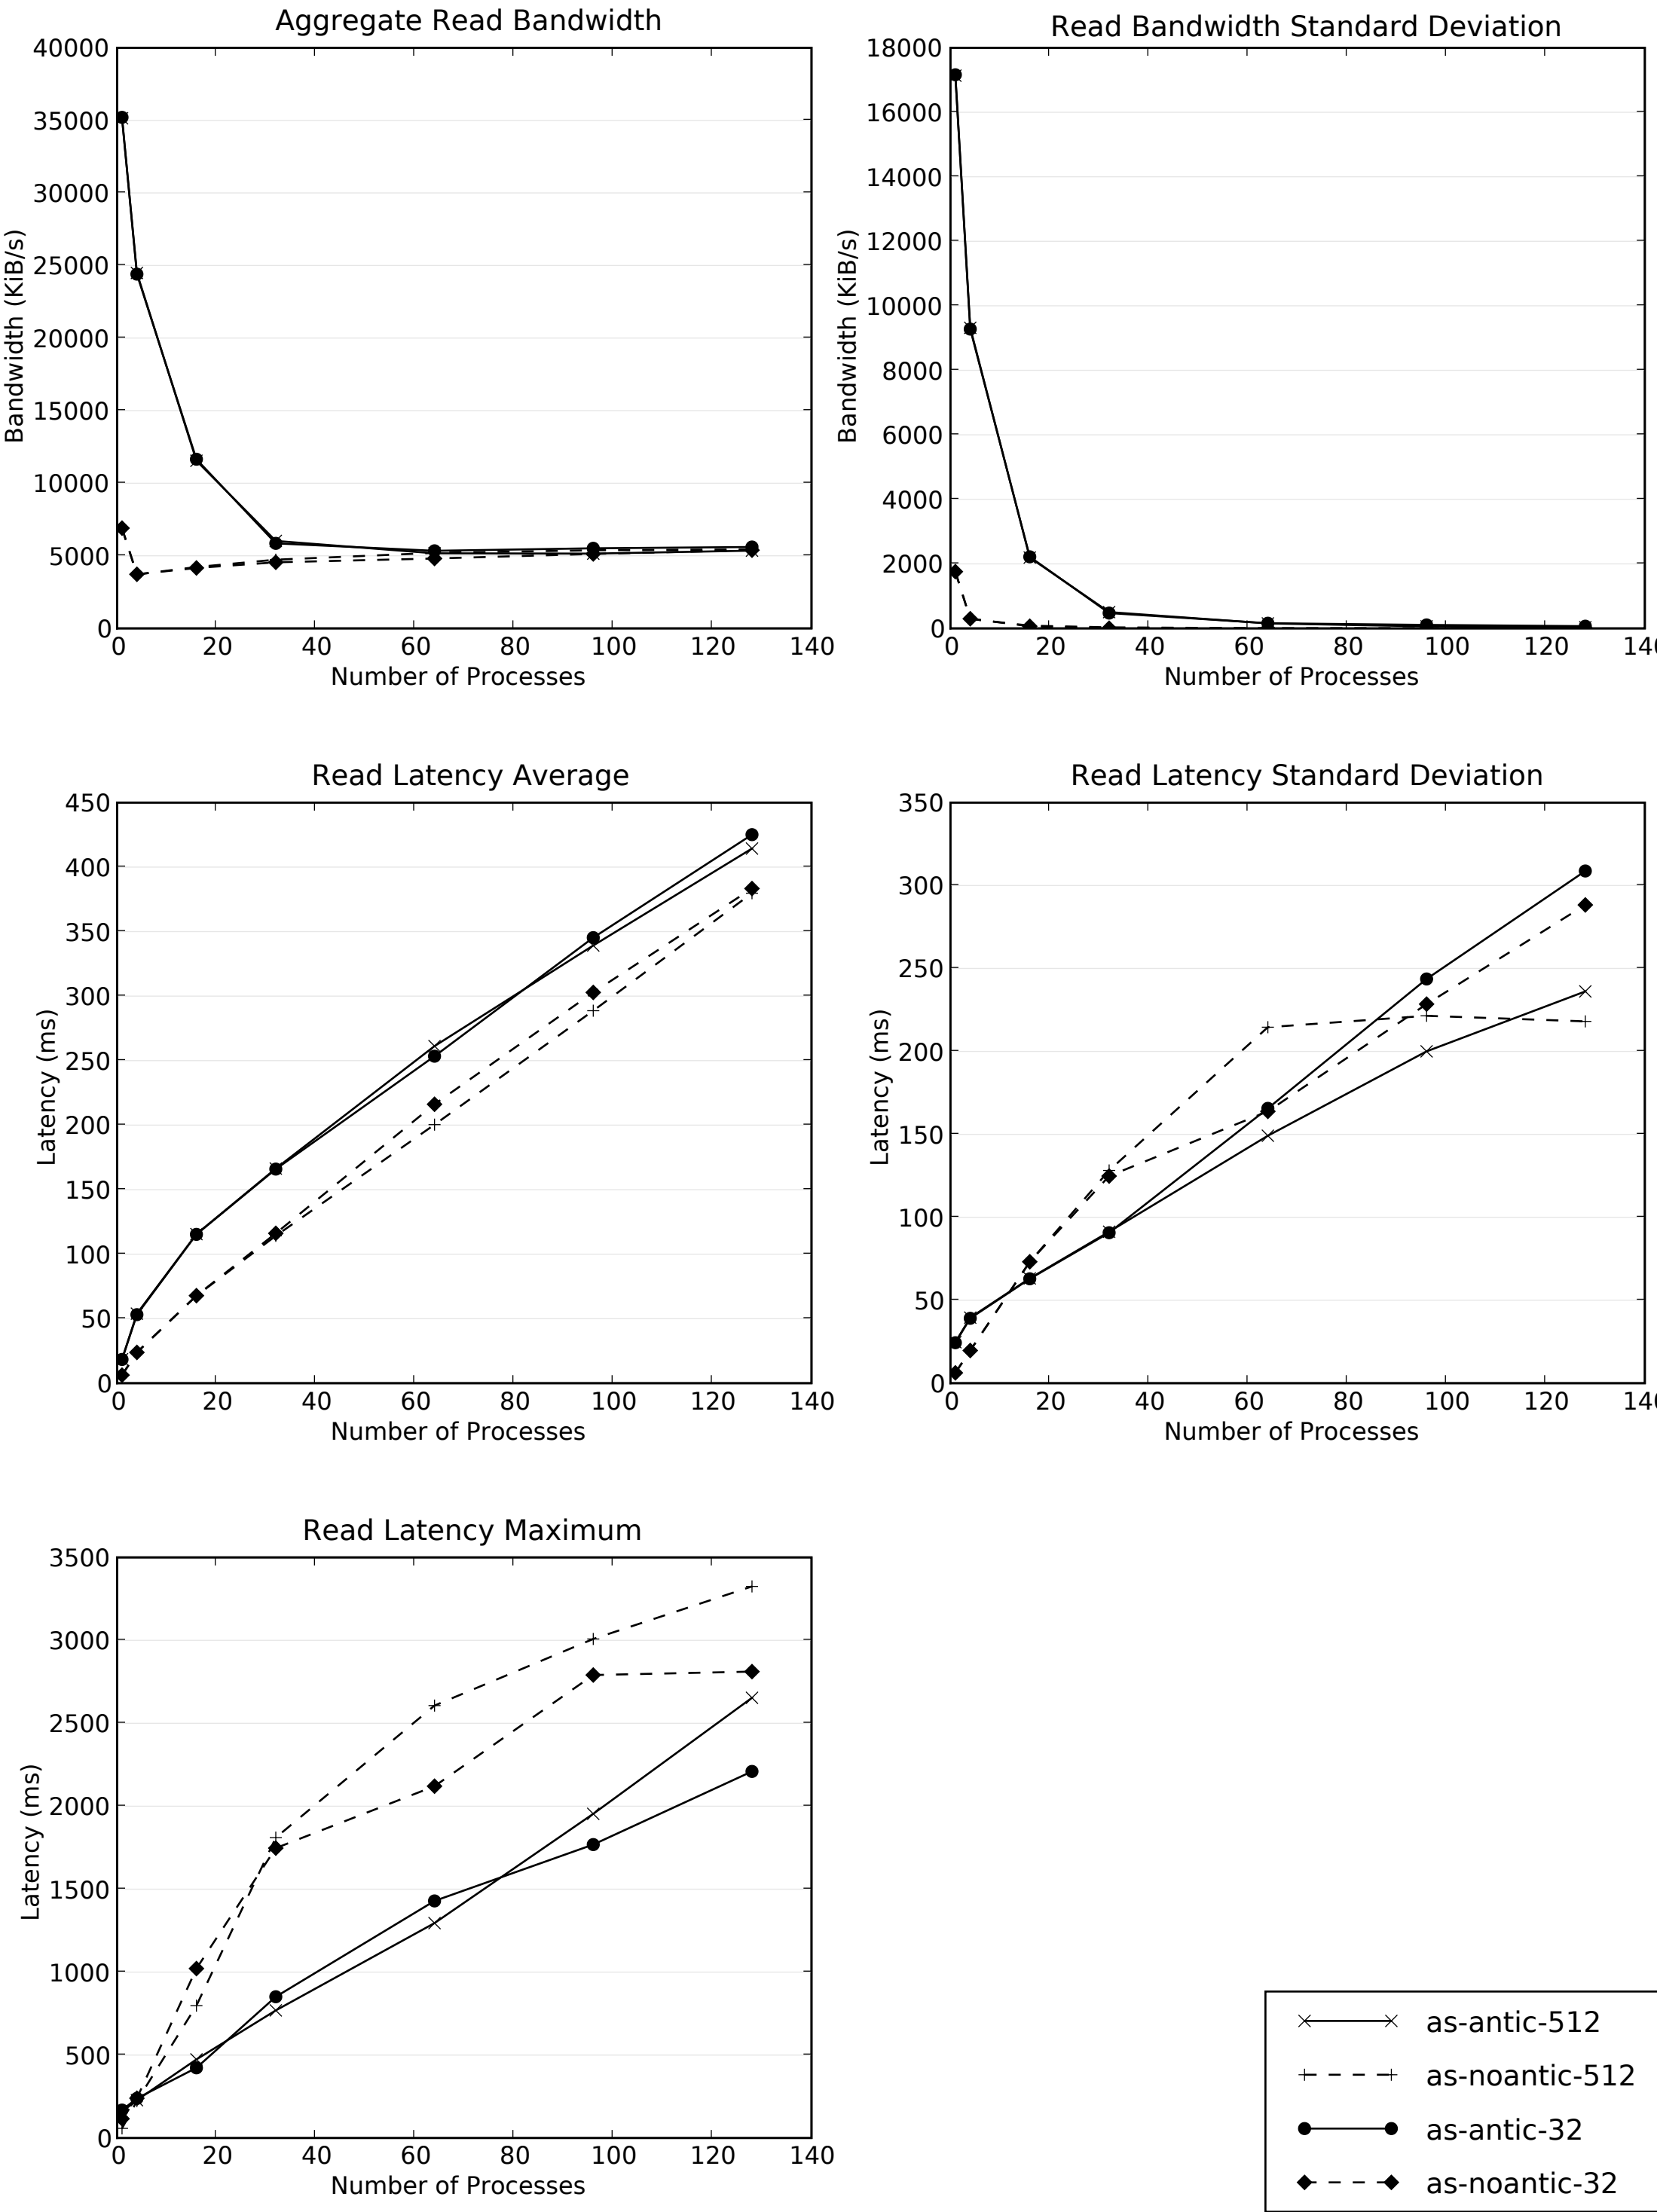 Aggregate Read Bandwidth
40000
35000
30000
25000
20000
15000
10000
5000
0
Bandwidth (KiB/s)
0 20 40 60 80 100 120 140
Number of Processes
Read Bandwidth Standard Deviation
18000
16000
14000
12000
10000
8000
6000
4000
2000
0
Bandwidth (KiB/s)
0 20 40 60 80 100 120 140
Number of Processes
Read Latency Average
450
400
350
300
250
200
150
100
50
0
Latency (ms)
0 20 40 60 80 100 120 140
Number of Processes
Read Latency Standard Deviation
350
300
250
200
150
100
50
0
Latency (ms)
0 20 40 60 80 100 120 140
Number of Processes
Read Latency Maximum
3500
3000
2500
2000
1500
1000
500
0
Latency (ms)
0 20 40 60 80 100 120 140
Number of Processes
as-antic-512
as-noantic-512
as-antic-32
as-noantic-32